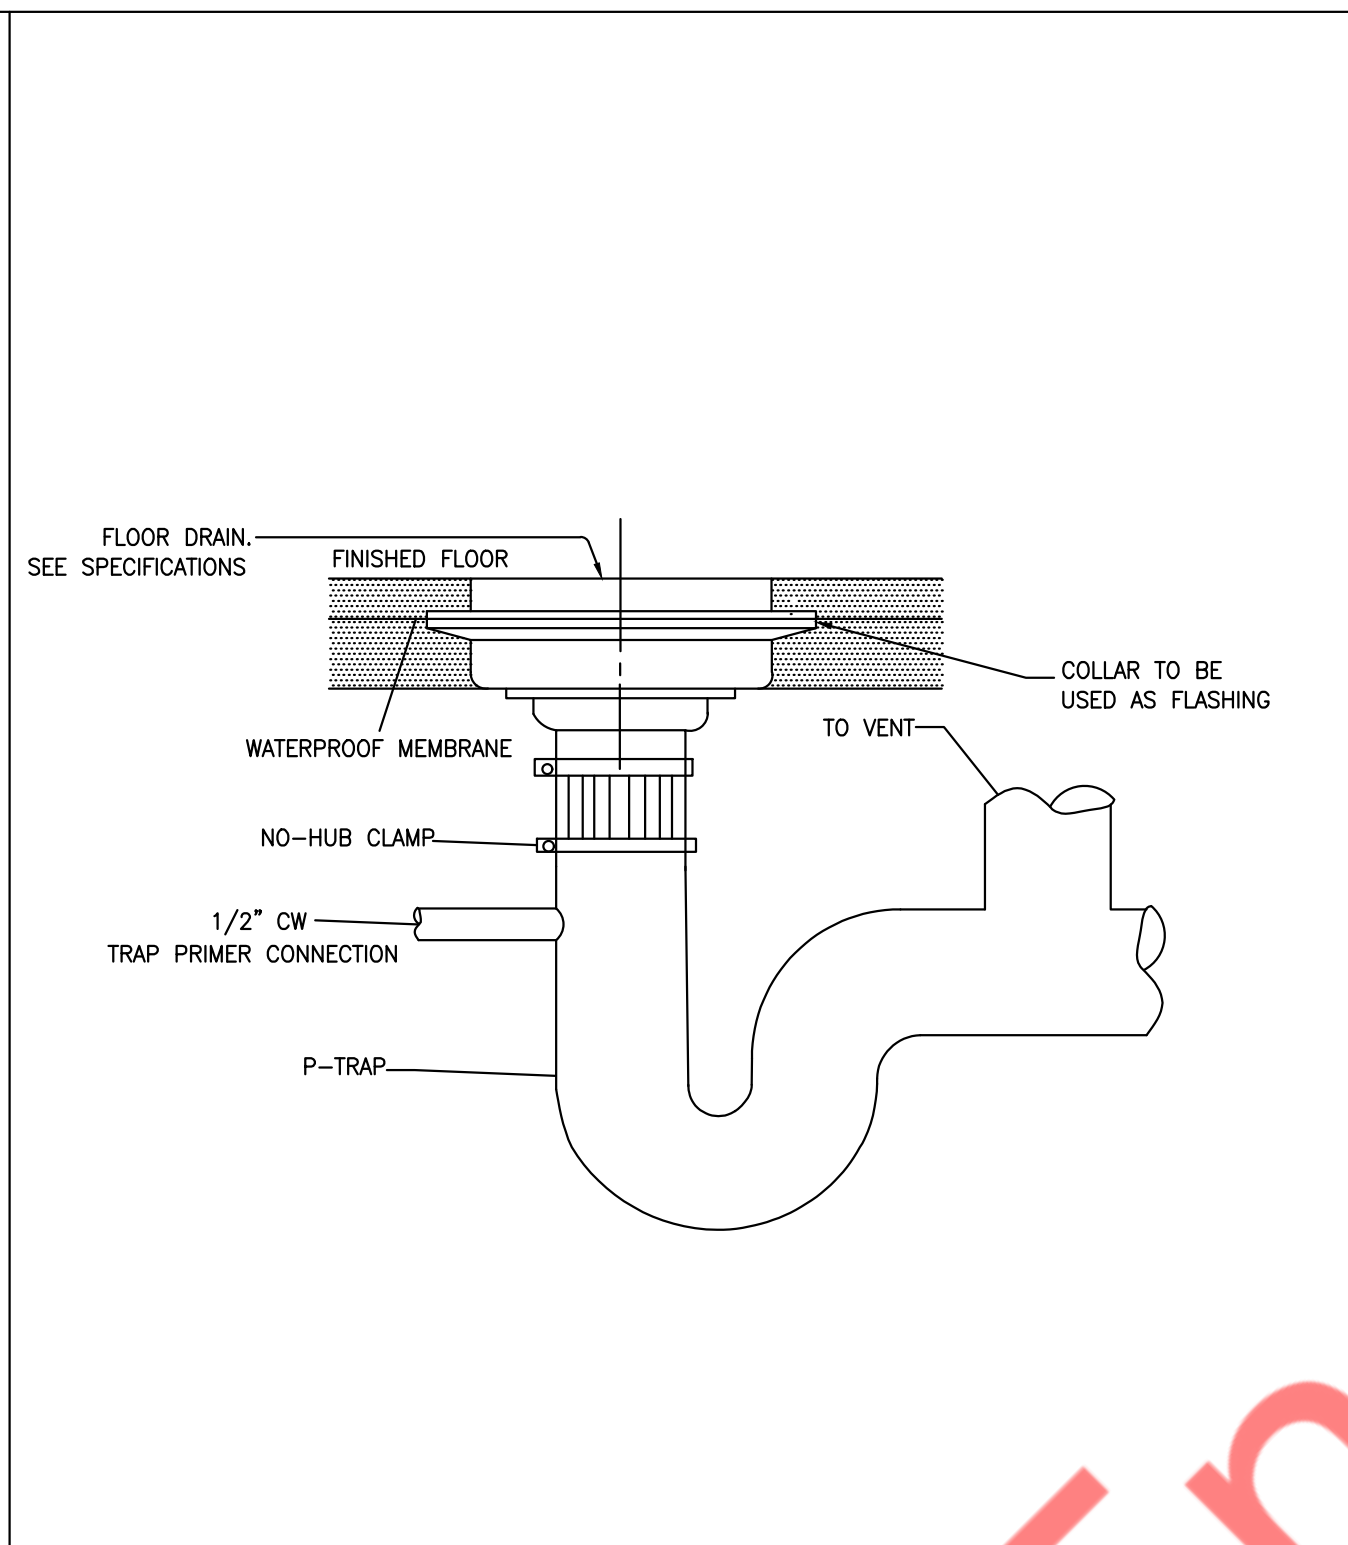 FLOOR DRAIN.
SEE SPECIFICATIONS
FINISHED FLOOR
COLLAR TO BE
USED AS FLASHING
TO VENT
WATERPROOF MEMBRANE
NO-HUB CLAMP
1/2" CW
TRAP PRIMER CONNECTION
P-TRAP